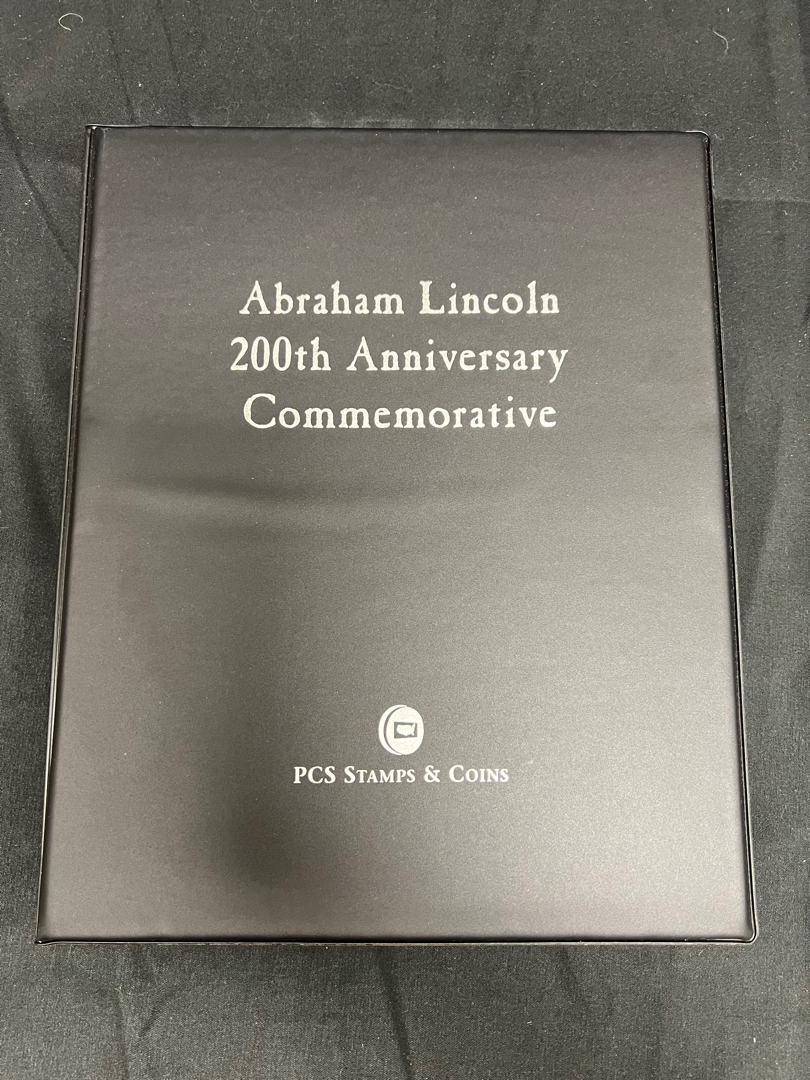 Abraham Lincoln
200th Anniversary
Commemorative
PCS Stamps & Coins